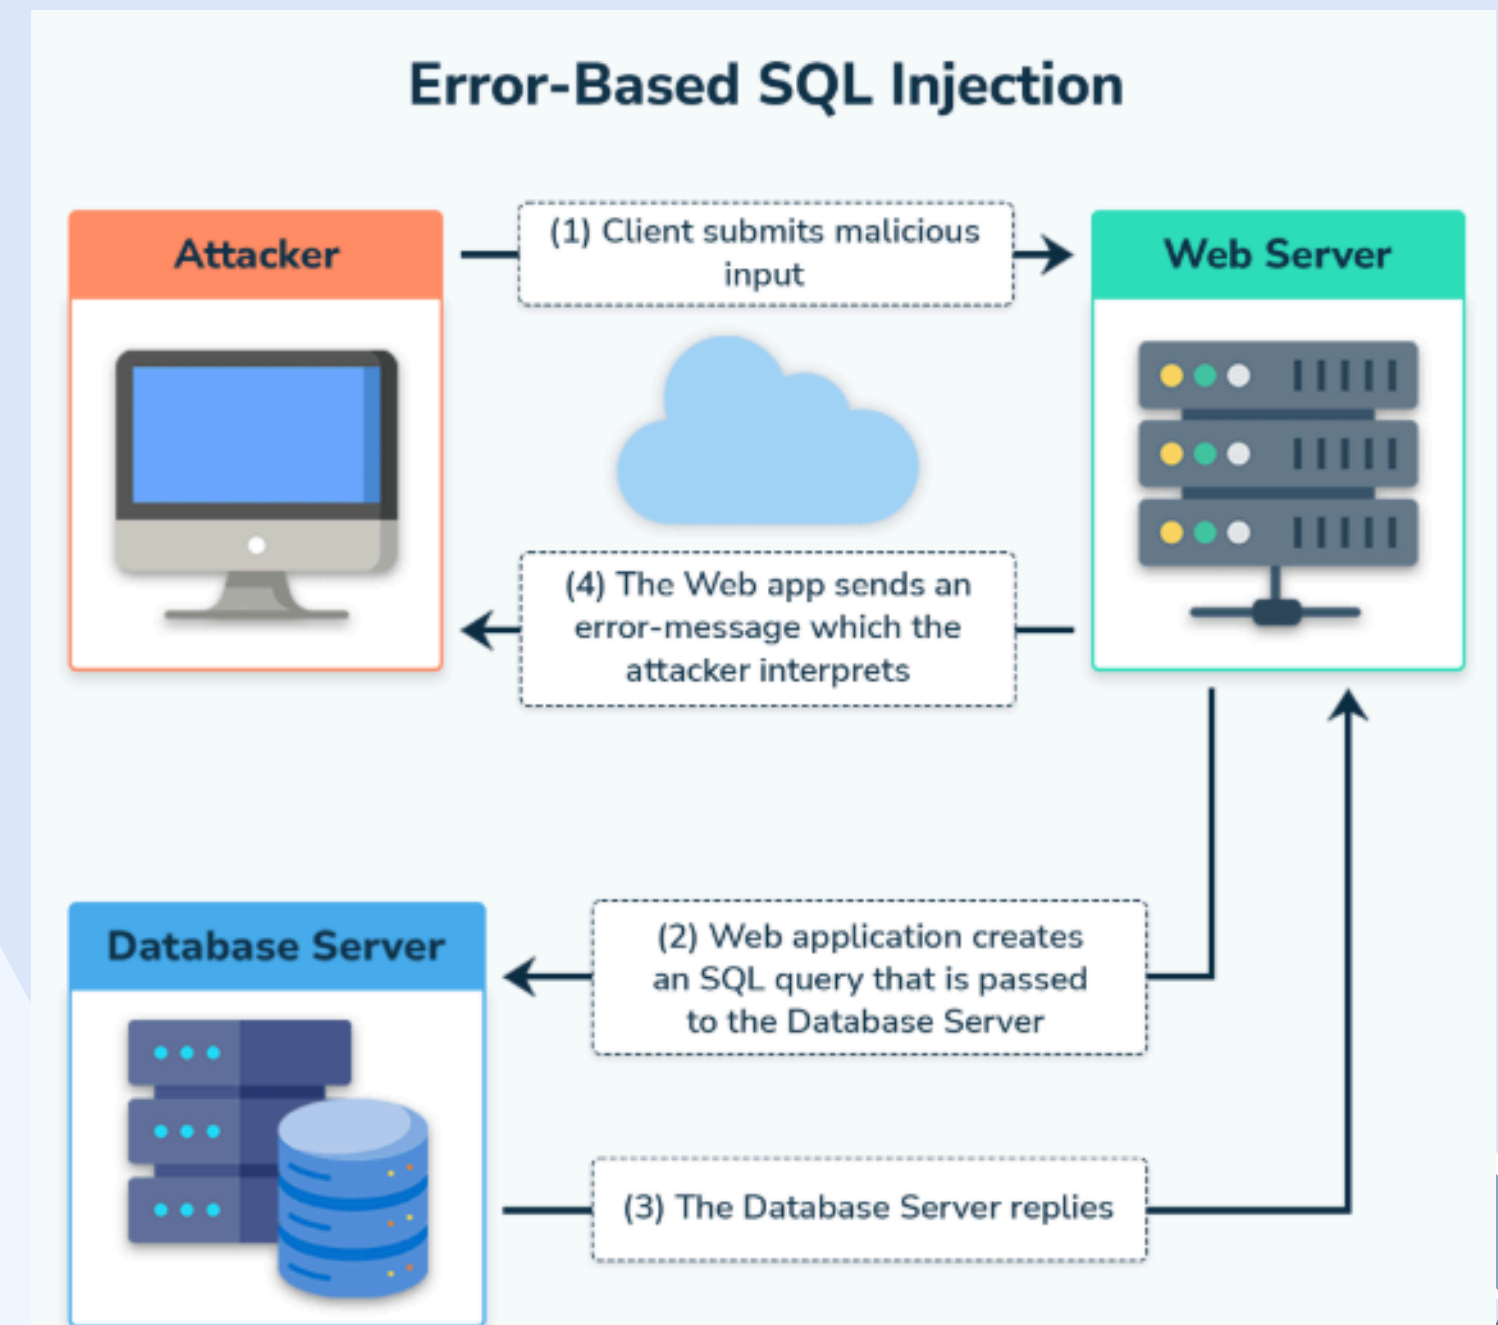 Error-Based SQL Injection
Attacker
(1) Client submits malicious
input
Web Server
(4) The Web app sends an
error-message which the
attacker interprets
Database Server
(2) Web application creates
an SQL query that is passed
to the Database Server
(3) The Database Server replies